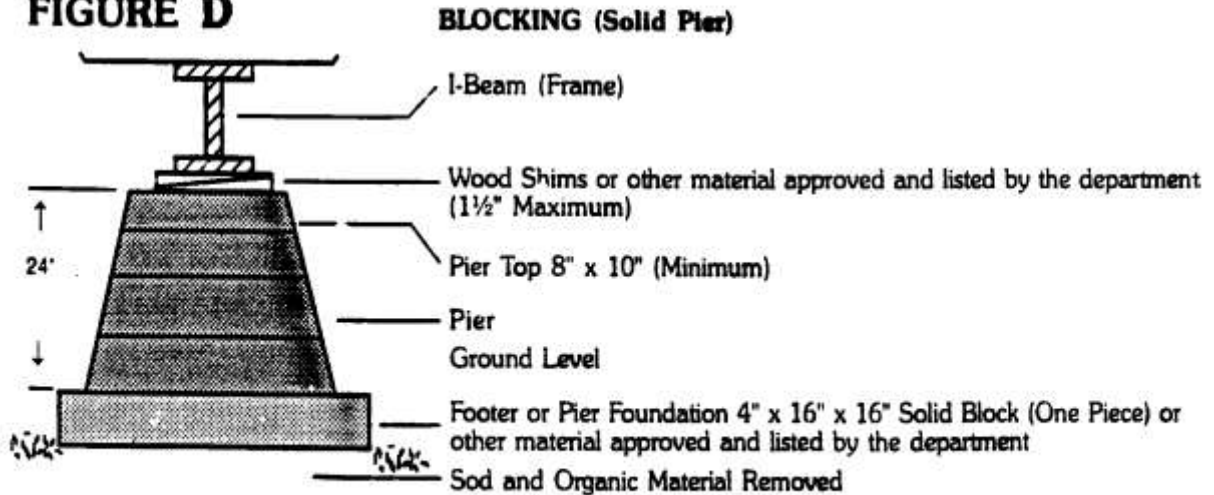 FIGURE D
BLOCKING (Solid Pier)
I-Beam (Frame)
Wood Shims or other material approved and listed by the department
(1½" Maximum)
24"
Pier Top 8" x 10" (Minimum)
Pier
Ground Level
Footer or Pier Foundation 4" x 16" x 16" Solid Block (One Piece) or
other material approved and listed by the department
Sod and Organic Material Removed